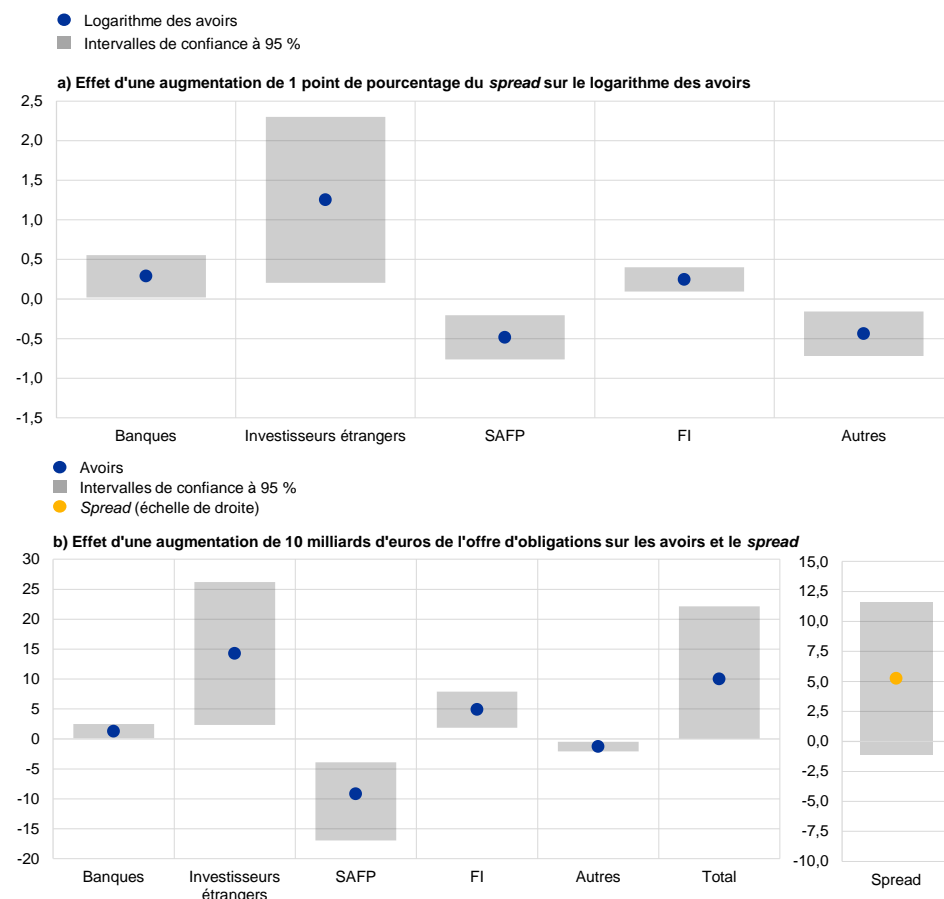 Logarithme des avoirs
Intervalles de confiance à 95 %
a) Effet d'une augmentation de 1 point de pourcentage du spread sur le logarithme des avoirs
2,5
2,0
1,5
1,0
0,5
0,0
-0,5
-1,0
-1,5
Banques
Investisseurs étrangers
SAFP
FI
Autres
Avoirs
Intervalles de confiance à 95 %
Spread (échelle de droite)
b) Effet d'une augmentation de 10 milliards d'euros de l'offre d'obligations sur les avoirs et le spread
30
25
20
15
10
5
0
-5
-10
-15
-20
Banques
Investisseurs
étrangers
SAFP
FI
Autres
Total
15,0
12,5
10,0
7,5
5,0
2,5
0,0
-2,5
-5,0
-7,5
-10,0
Spread